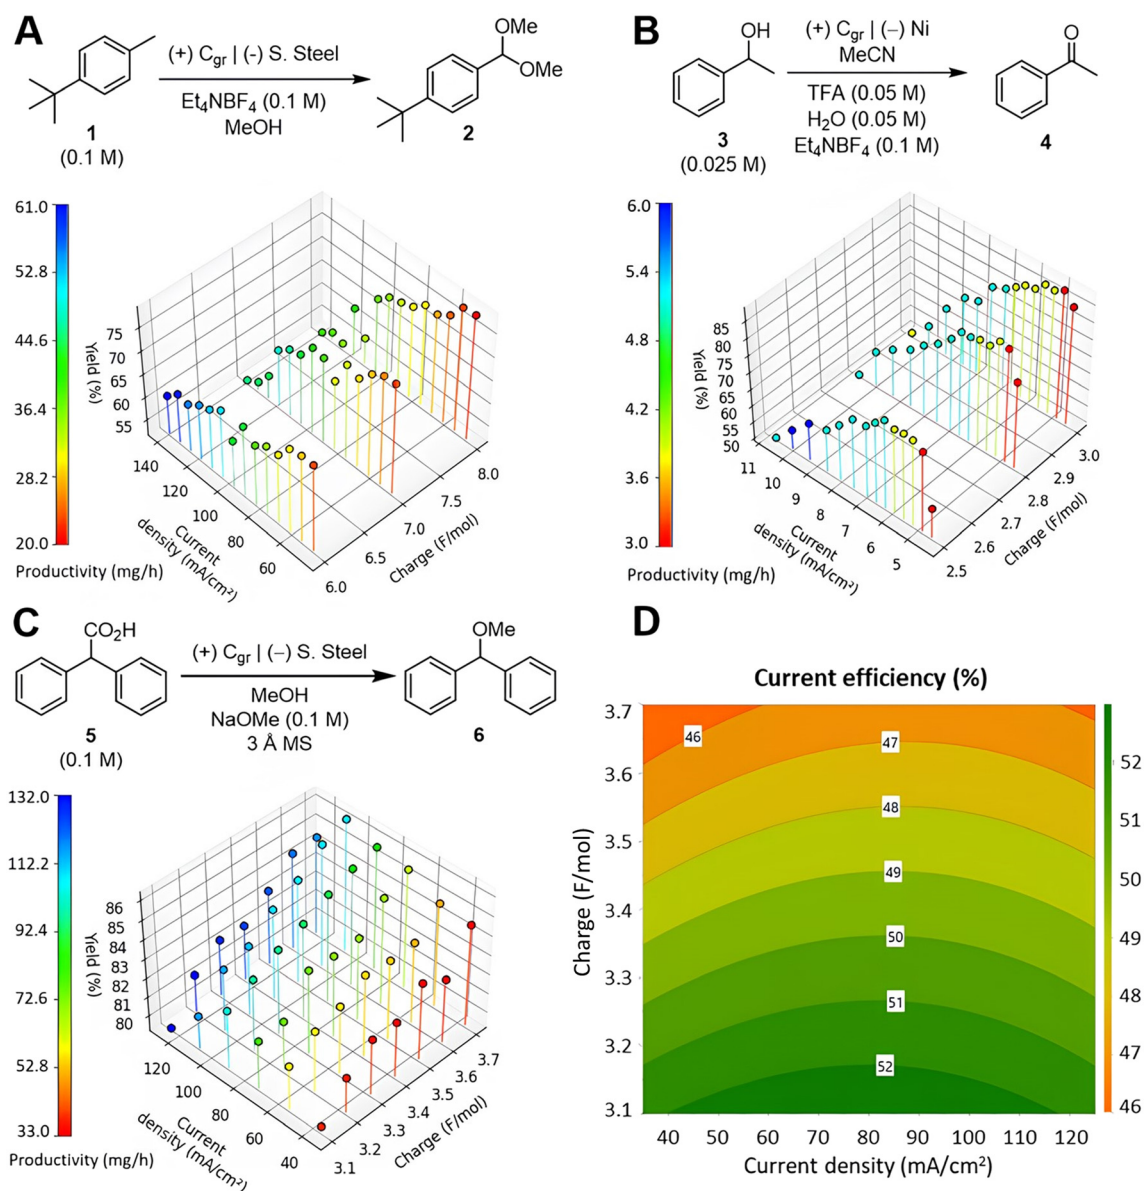 A
(+) Cgr | (-) S. Steel
Et4NBF4 (0.1 M)
MeOH
1
(0.1 M)
OMe
OMe
2
61.0
52.8
44.6
36.4
28.2
20.0
Productivity (mg/h)
Yield (%)
75
70
65
60
55
140
120
100
80
60
Current
density (mA/cm²)
6.0
6.5
7.0
7.5
8.0
Charge (F/mol)
B
OH
(+) Cgr | (−) Ni
MeCN
TFA (0.05 M)
H2O (0.05 M)
Et4NBF4 (0.1 M)
3
(0.025 M)
O
4
6.0
5.4
4.8
4.2
3.6
3.0
Productivity (mg/h)
Yield (%)
85
80
75
70
65
60
55
50
11
10
9
8
7
6
5
Current
density (mA/cm²)
2.5
2.6
2.7
2.8
2.9
3.0
Charge (F/mol)
C
CO2H
(+) Cgr | (−) S. Steel
MeOH
NaOMe (0.1 M)
3 Å MS
5
(0.1 M)
OMe
6
132.0
112.2
92.4
72.6
52.8
33.0
Productivity (mg/h)
Yield (%)
86
85
84
83
82
81
80
120
100
80
60
40
Current
density (mA/cm²)
3.1
3.2
3.3
3.4
3.5
3.6
3.7
Charge (F/mol)
D
Current efficiency (%)
3.7
3.6
3.5
3.4
3.3
3.2
3.1
Charge (F/mol)
46
47
48
49
50
51
52
40 50 60 70 80 90 100 110 120
Current density (mA/cm²)
52
51
50
49
48
47
46